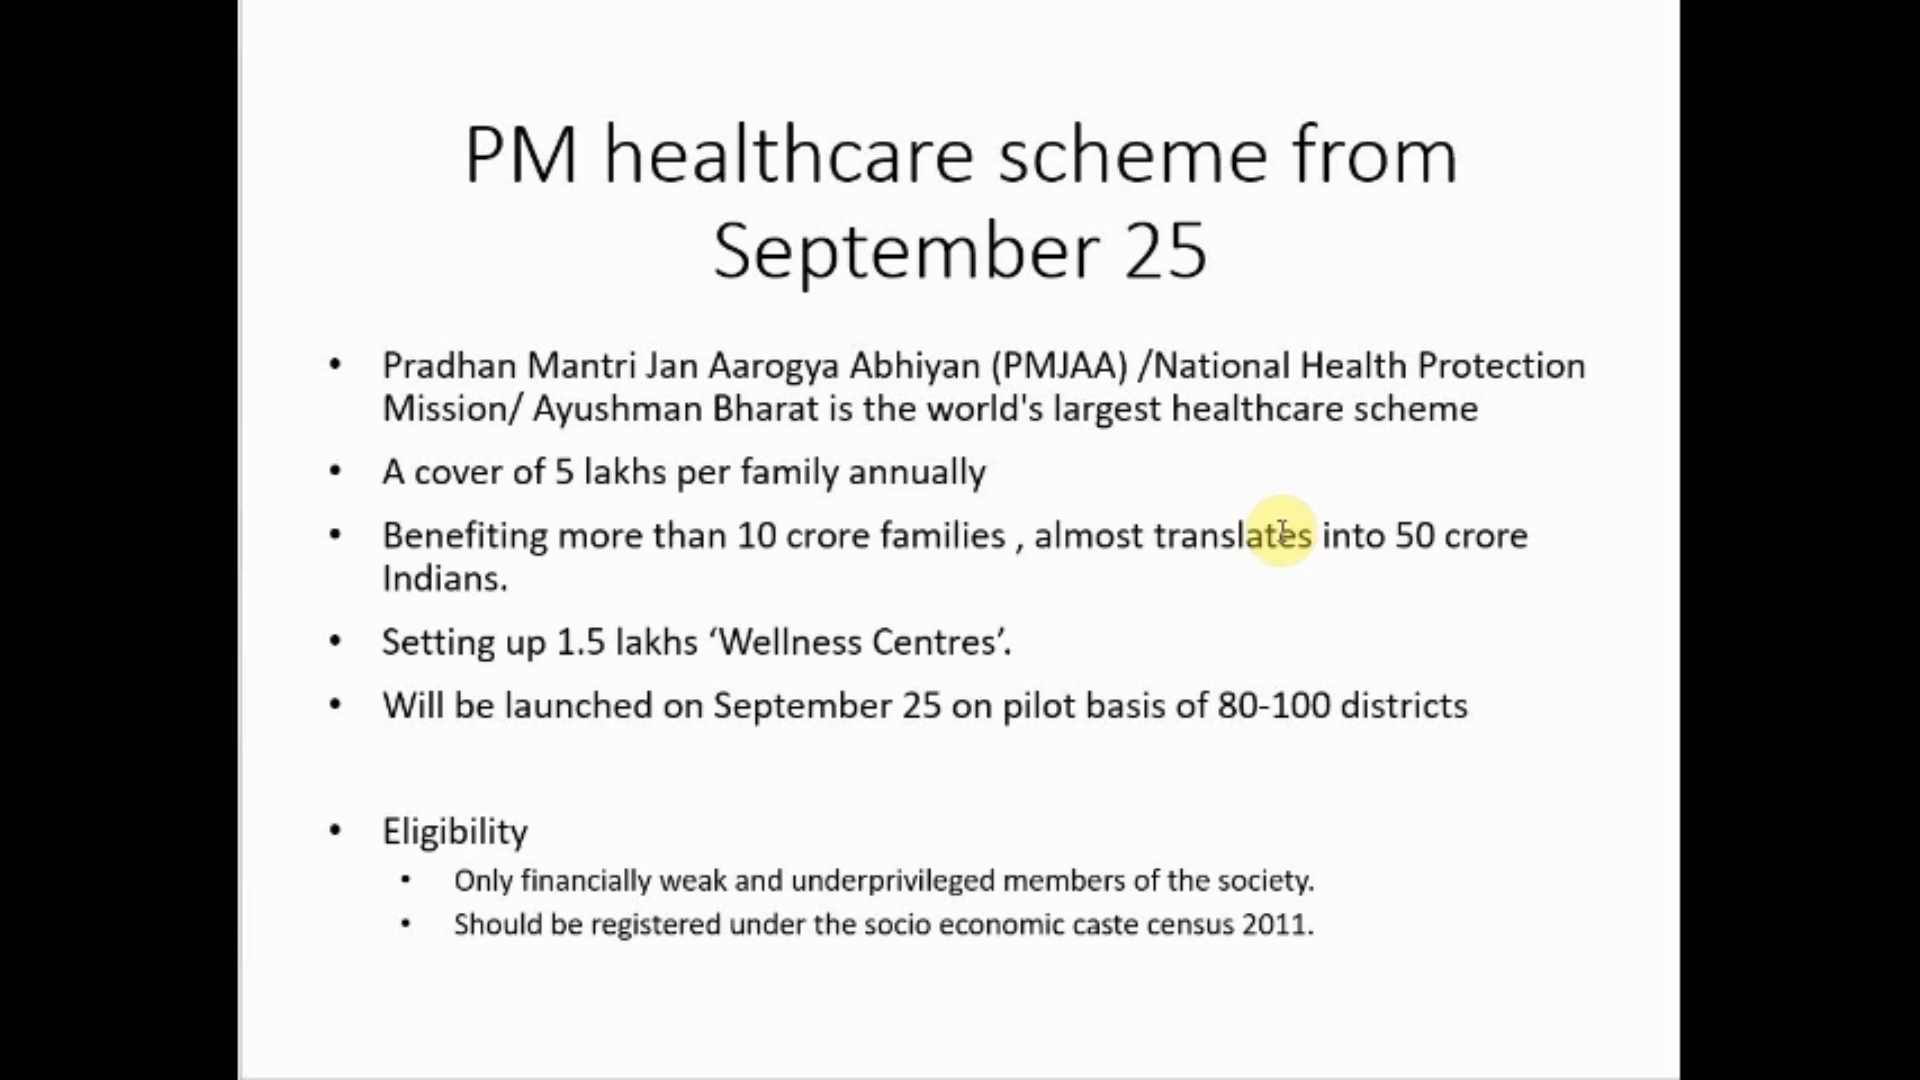 PM healthcare scheme from
September 25
• Pradhan Mantri Jan Aarogya Abhiyan (PMJAA) /National Health Protection
Mission/ Ayushman Bharat is the world's largest healthcare scheme
• A cover of 5 lakhs per family annually
• Benefiting more than 10 crore families , almost translates into 50 crore
Indians.
• Setting up 1.5 lakhs ‘Wellness Centres’.
• Will be launched on September 25 on pilot basis of 80-100 districts
• Eligibility
• Only financially weak and underprivileged members of the society.
• Should be registered under the socio economic caste census 2011.